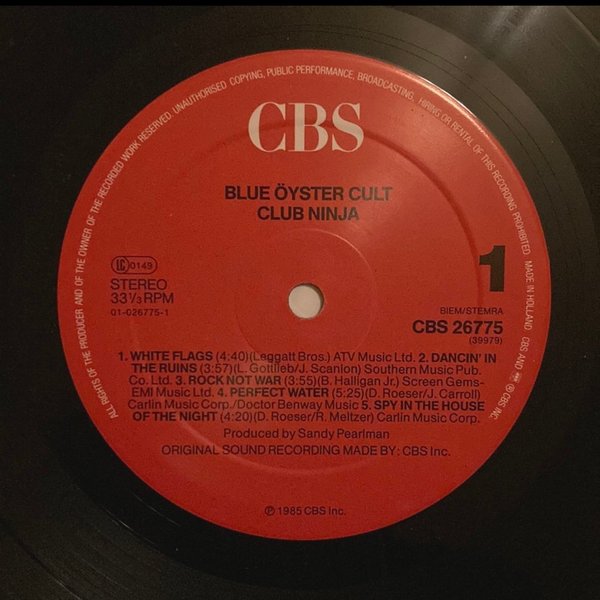 ALL RIGHTS OF THE PRODUCER AND OF THE OWNER OF THE RECORDED WORK RESERVED. UNAUTHORISED COPYING, PUBLIC PERFORMANCE, BROADCASTING, HIRING OR RENTAL OF THIS RECORDING PROHIBITED. MADE IN HOLLAND CBS AND ARE ® CBS INC.
CBS
BLUE ÖYSTER CULT
CLUB NINJA
LC 0149
STEREO
33 1/3 RPM
01-026775-1
1
BIEM/STEMRA
CBS 26775
(39979)
1. WHITE FLAGS (4:40)(Leggatt Bros.) ATV Music Ltd. 2. DANCIN' IN
THE RUINS (3:57)(L. Gottlieb/J. Scanlon) Southern Music Pub.
Co. Ltd. 3. ROCK NOT WAR (3:55)(B. Halligan Jr.) Screen Gems-
EMI Music Ltd. 4. PERFECT WATER (5:25)(D. Roeser/J. Carroll)
Carlin Music Corp./Doctor Benway Music 5. SPY IN THE HOUSE
OF THE NIGHT (4:20)(D. Roeser/R. Meltzer) Carlin Music Corp.
Produced by Sandy Pearlman
ORIGINAL SOUND RECORDING MADE BY: CBS Inc.
℗ 1985 CBS Inc.